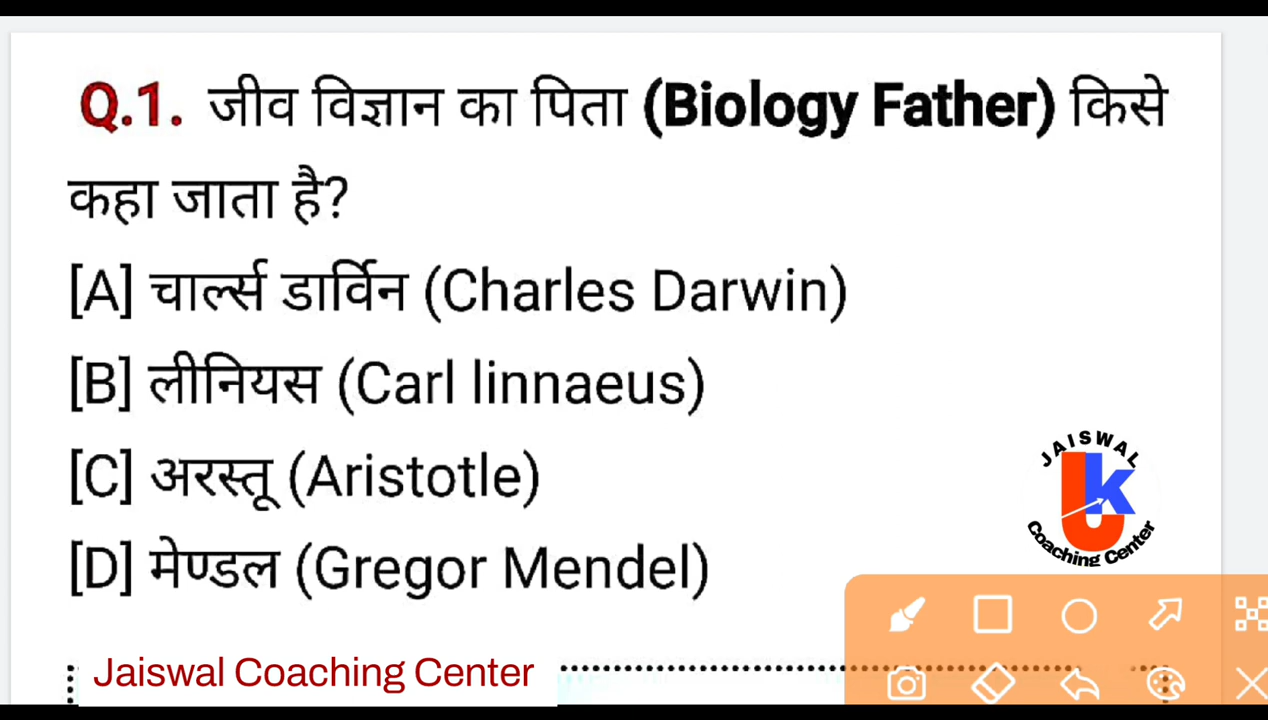 Q.1. जीव विज्ञान का पिता (Biology Father) किसे
कहा जाता है?
[A] चार्ल्स डार्विन (Charles Darwin)
[B] लीनियस (Carl linnaeus)
[C] अरस्तू (Aristotle)
[D] मेण्डल (Gregor Mendel)
JAISWAL
UK
Coaching Center
Jaiswal Coaching Center